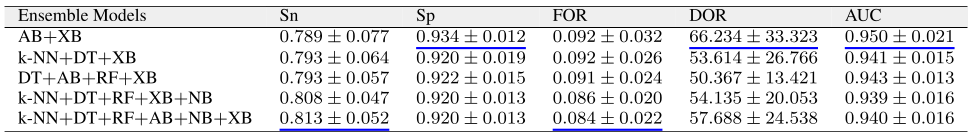 Ensemble Models Sn Sp FOR DOR AUC
AB+XB 0.789 ± 0.077 0.934 ± 0.012 0.092 ± 0.032 66.234 ± 33.323 0.950 ± 0.021
k-NN+DT+XB 0.793 ± 0.064 0.920 ± 0.019 0.092 ± 0.026 53.614 ± 26.766 0.941 ± 0.015
DT+AB+RF+XB 0.793 ± 0.057 0.922 ± 0.015 0.091 ± 0.024 50.367 ± 13.421 0.943 ± 0.013
k-NN+DT+RF+XB+NB 0.808 ± 0.047 0.920 ± 0.013 0.086 ± 0.020 54.135 ± 20.053 0.939 ± 0.016
k-NN+DT+RF+AB+NB+XB 0.813 ± 0.052 0.920 ± 0.013 0.084 ± 0.022 57.688 ± 24.538 0.940 ± 0.016